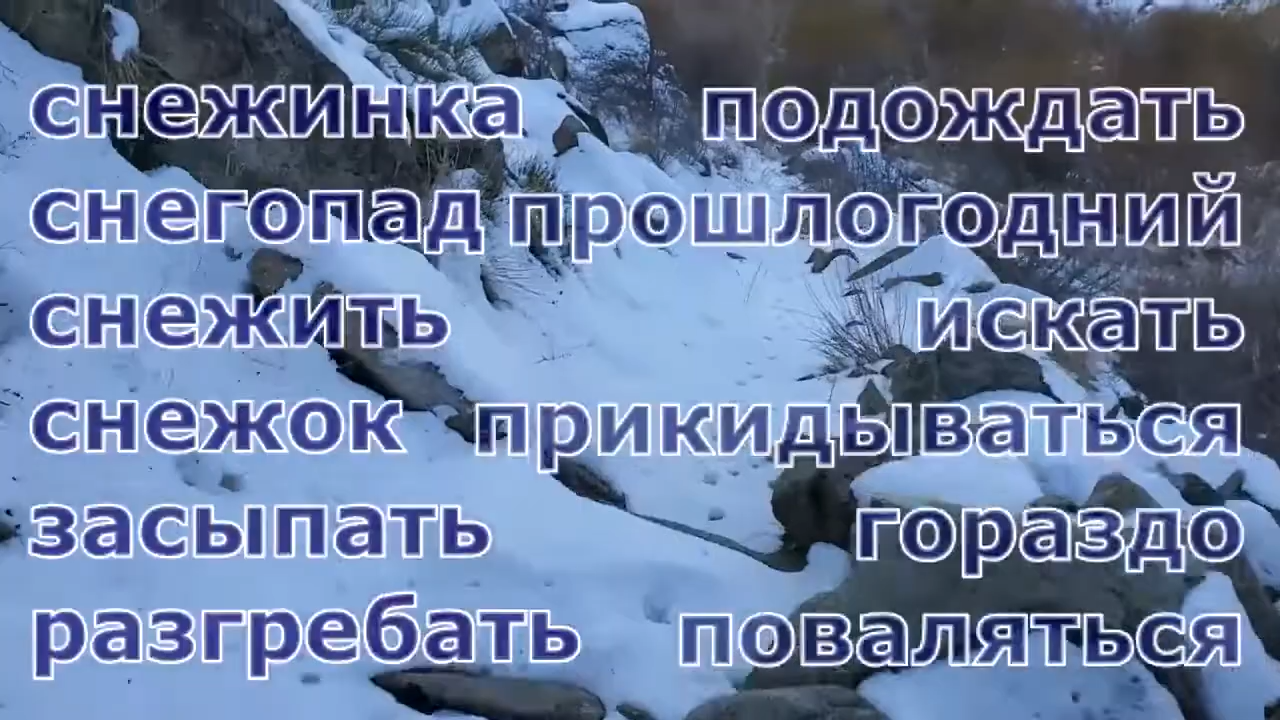 снежинка
снегопад
снежить
снежок
засыпать
разгребать
подождать
прошлогодний
искать
прикидываться
гораздо
поваляться